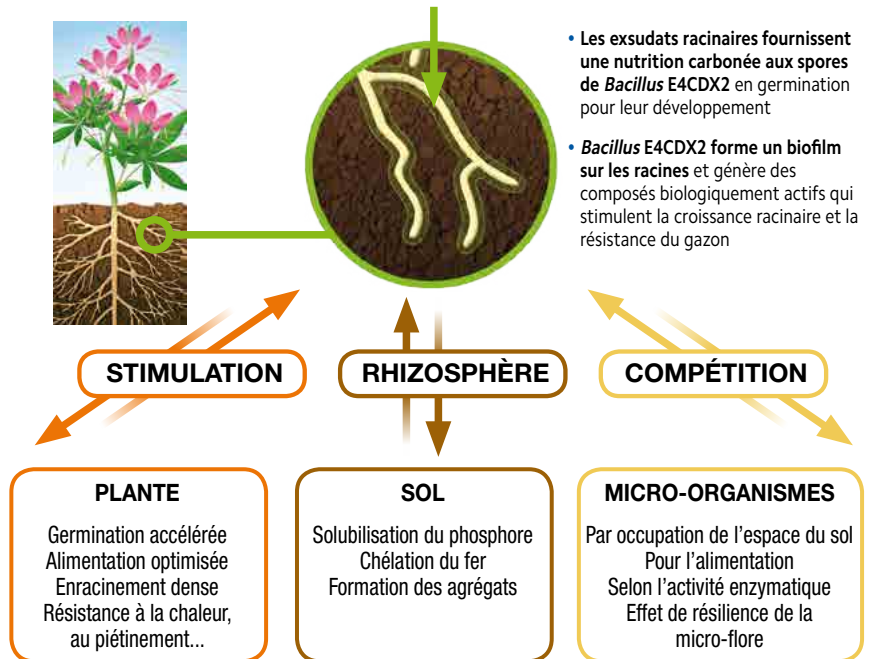 • Les exsudats racinaires fournissent
une nutrition carbonée aux spores
de Bacillus E4CDX2 en germination
pour leur développement
• Bacillus E4CDX2 forme un biofilm
sur les racines et génère des
composés biologiquement actifs qui
stimulent la croissance racinaire et la
résistance du gazon
STIMULATION
RHIZOSPHÈRE
COMPÉTITION
PLANTE
Germination accélérée
Alimentation optimisée
Enracinement dense
Résistance à la chaleur,
au piétinement...
SOL
Solubilisation du phosphore
Chélation du fer
Formation des agrégats
MICRO-ORGANISMES
Par occupation de l’espace du sol
Pour l’alimentation
Selon l’activité enzymatique
Effet de résilience de la
micro-flore